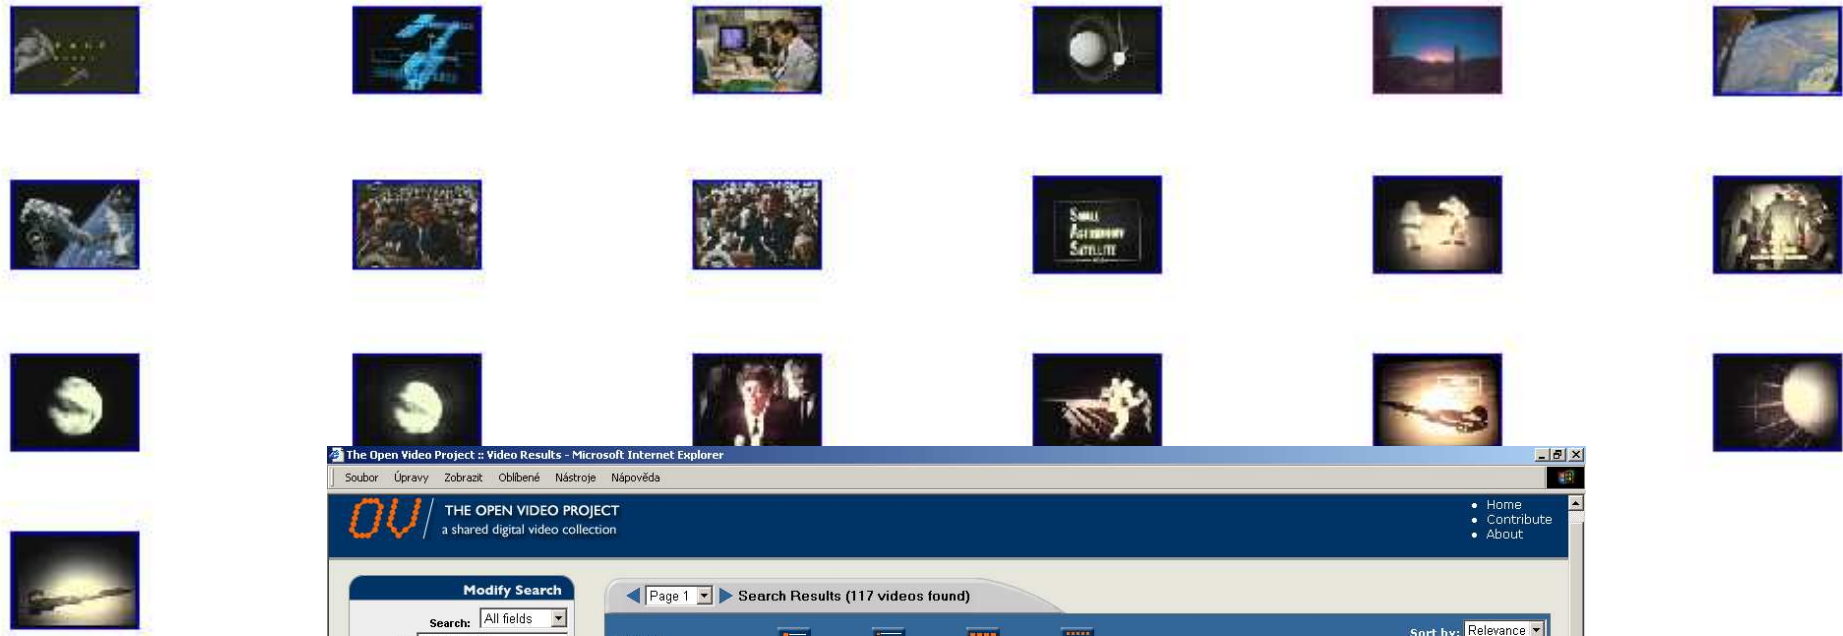 SMALL
ASTRONOMY
SATELLITE
The Open Video Project :: Video Results - Microsoft Internet Explorer
Soubor Úpravy Zobrazit Oblíbené Nástroje Nápověda
OV THE OPEN VIDEO PROJECT
a shared digital video collection
Home
Contribute
About
Modify Search
Search: All fields
Page 1 Search Results (117 videos found)
Sort by: Relevance